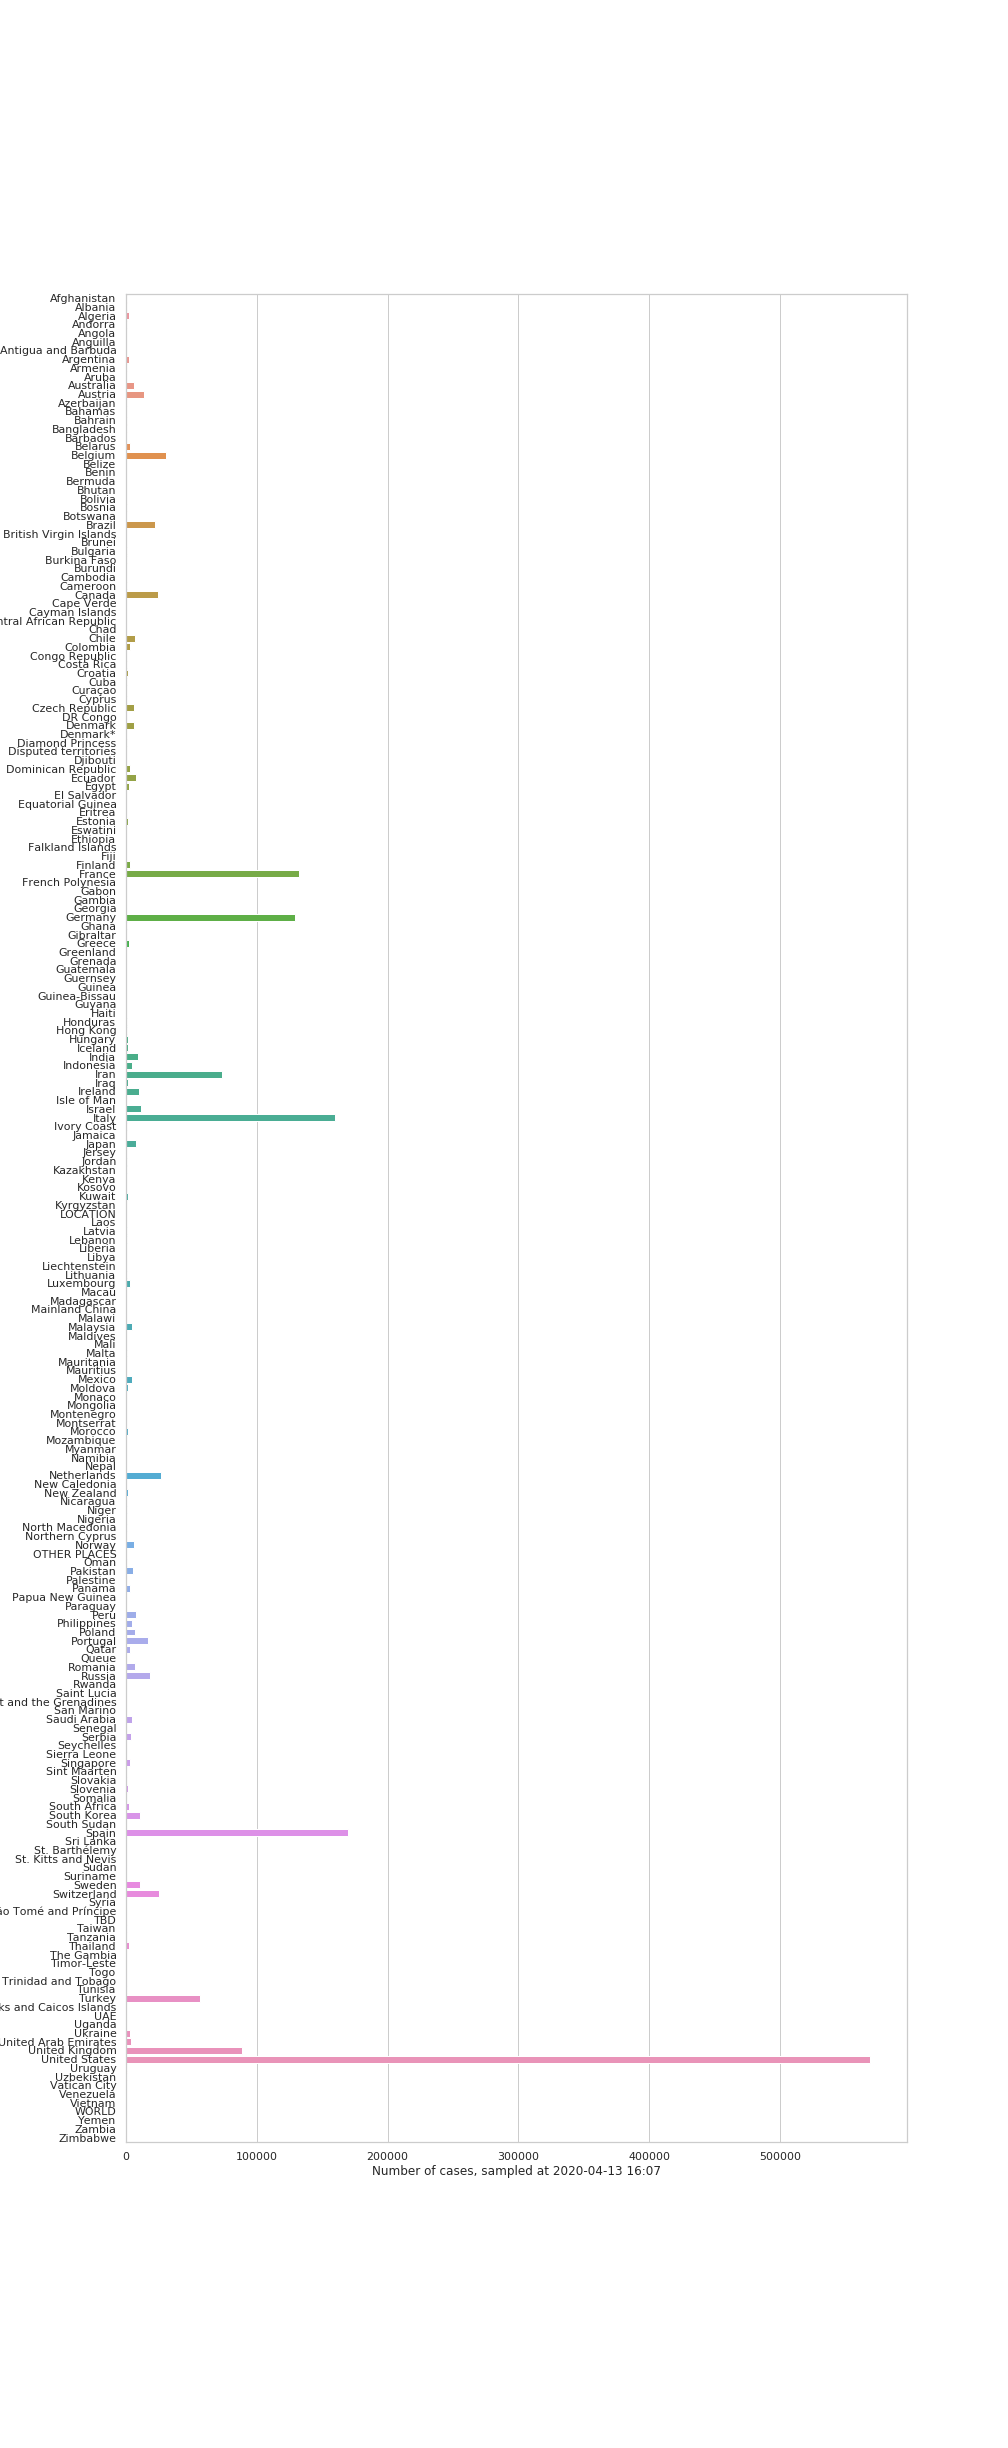 Afghanistan
Albania
Algeria
Andorra
Angola
Anguilla
Antigua and Barbuda
Argentina
Armenia
Aruba
Australia
Austria
Azerbaijan
Bahamas
Bahrain
Bangladesh
Barbados
Belarus
Belgium
Belize
Benin
Bermuda
Bhutan
Bolivia
Bosnia
Botswana
Brazil
British Virgin Islands
Brunei
Bulgaria
Burkina Faso
Burundi
Cambodia
Cameroon
Canada
Cape Verde
Cayman Islands
ntral African Republic
Chad
Chile
Colombia
Congo Republic
Costa Rica
Croatia
Cuba
Curaçao
Cyprus
Czech Republic
DR Congo
Denmark
Denmark*
Diamond Princess
Disputed territories
Djibouti
Dominican Republic
Ecuador
Egypt
El Salvador
Equatorial Guinea
Eritrea
Estonia
Eswatini
Ethiopia
Falkland Islands
Fiji
Finland
France
French Polynesia
Gabon
Gambia
Georgia
Germany
Ghana
Gibraltar
Greece
Greenland
Grenada
Guatemala
Guernsey
Guinea
Guinea-Bissau
Guyana
Haiti
Honduras
Hong Kong
Hungary
Iceland
India
Indonesia
Iran
Iraq
Ireland
Isle of Man
Israel
Italy
Ivory Coast
Jamaica
Japan
Jersey
Jordan
Kazakhstan
Kenya
Kosovo
Kuwait
Kyrgyzstan
LOCATION
Laos
Latvia
Lebanon
Liberia
Libya
Liechtenstein
Lithuania
Luxembourg
Macau
Madagascar
Mainland China
Malawi
Malaysia
Maldives
Mali
Malta
Mauritania
Mauritius
Mexico
Moldova
Monaco
Mongolia
Montenegro
Montserrat
Morocco
Mozambique
Myanmar
Namibia
Nepal
Netherlands
New Caledonia
New Zealand
Nicaragua
Niger
Nigeria
North Macedonia
Northern Cyprus
Norway
OTHER PLACES
Oman
Pakistan
Palestine
Panama
Papua New Guinea
Paraguay
Peru
Philippines
Poland
Portugal
Qatar
Queue
Romania
Russia
Rwanda
Saint Lucia
t and the Grenadines
San Marino
Saudi Arabia
Senegal
Serbia
Seychelles
Sierra Leone
Singapore
Sint Maarten
Slovakia
Slovenia
Somalia
South Africa
South Korea
South Sudan
Spain
Sri Lanka
St. Barthélemy
St. Kitts and Nevis
Sudan
Suriname
Sweden
Switzerland
Syria
ão Tomé and Príncipe
TBD
Taiwan
Tanzania
Thailand
The Gambia
Timor-Leste
Togo
Trinidad and Tobago
Tunisia
Turkey
ks and Caicos Islands
UAE
Uganda
Ukraine
United Arab Emirates
United Kingdom
United States
Uruguay
Uzbekistan
Vatican City
Venezuela
Vietnam
WORLD
Yemen
Zambia
Zimbabwe
0 100000 200000 300000 400000 500000
Number of cases, sampled at 2020-04-13 16:07